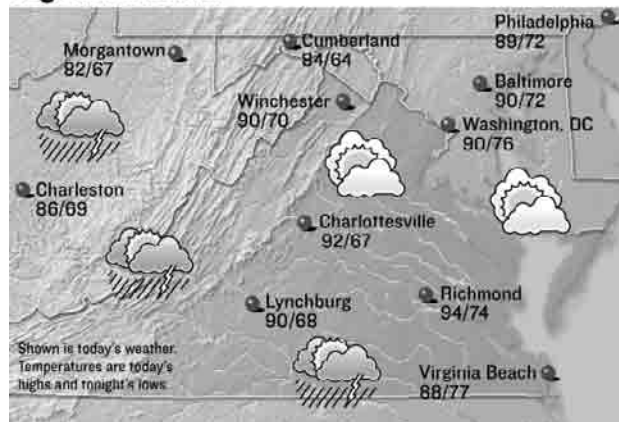 Philadelphia
89/72
Morgantown
82/67
Cumberland
84/64
Baltimore
90/72
Winchester
90/70
Washington, DC
90/76
Charleston
86/69
Charlottesville
92/67
Lynchburg
90/68
Richmond
94/74
Shown is today's weather.
Temperatures are today's
highs and tonight's lows.
Virginia Beach
88/77